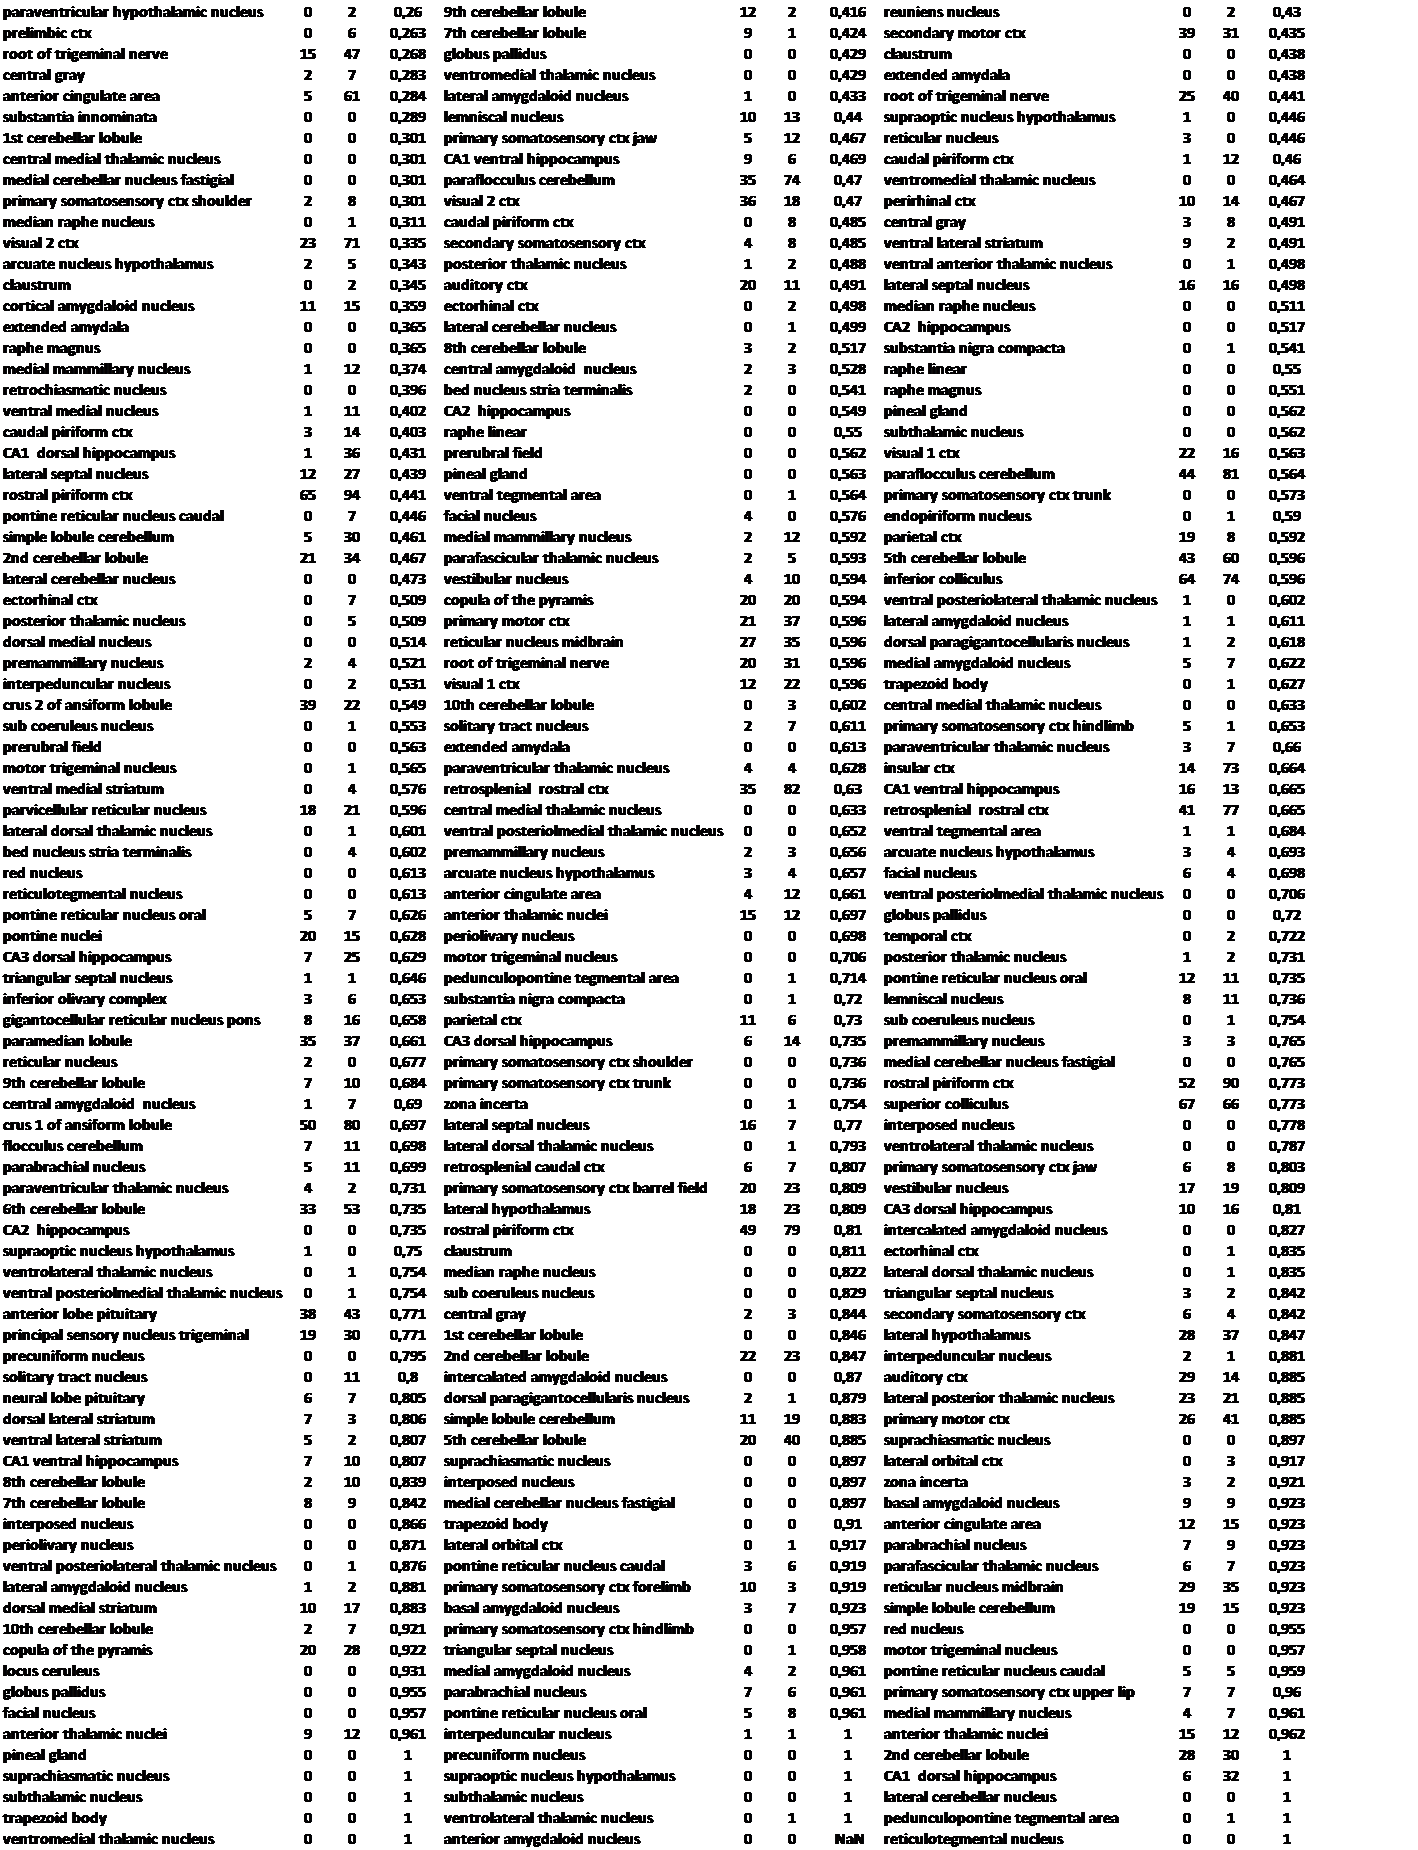 paraventricular hypothalamic nucleus 0 2 0,26 9th cerebellar lobule 12 2 0,416 reuniens nucleus 0 2 0,43
prelimbic ctx 0 6 0,263 7th cerebellar lobule 9 1 0,424 secondary motor ctx 39 31 0,435
root of trigeminal nerve 15 47 0,268 globus pallidus 0 0 0,429 claustrum 0 0 0,438
central gray 2 7 0,283 ventromedial thalamic nucleus 0 0 0,429 extended amydala 0 0 0,438
anterior cingulate area 5 61 0,284 lateral amygdaloid nucleus 1 0 0,433 root of trigeminal nerve 25 40 0,441
substantia innominata 0 0 0,289 lemniscal nucleus 10 13 0,44 supraoptic nucleus hypothalamus 1 0 0,446
1st cerebellar lobule 0 0 0,301 primary somatosensory ctx jaw 5 12 0,467 reticular nucleus 3 0 0,446
central medial thalamic nucleus 0 0 0,301 CA1 ventral hippocampus 9 6 0,469 caudal piriform ctx 1 12 0,46
medial cerebellar nucleus fastigial 0 0 0,301 paraflocculus cerebellum 35 74 0,47 ventromedial thalamic nucleus 0 0 0,464
primary somatosensory ctx shoulder 2 8 0,301 visual 2 ctx 36 18 0,47 perirhinal ctx 10 14 0,467
median raphe nucleus 0 1 0,311 caudal piriform ctx 0 8 0,485 central gray 3 8 0,491
visual 2 ctx 23 71 0,335 secondary somatosensory ctx 4 8 0,485 ventral lateral striatum 9 2 0,491
arcuate nucleus hypothalamus 2 5 0,343 posterior thalamic nucleus 1 2 0,488 ventral anterior thalamic nucleus 0 1 0,498
claustrum 0 2 0,345 auditory ctx 20 11 0,491 lateral septal nucleus 16 16 0,498
cortical amygdaloid nucleus 11 15 0,359 ectorhinal ctx 0 2 0,498 median raphe nucleus 0 0 0,511
extended amydala 0 0 0,365 lateral cerebellar nucleus 0 1 0,499 CA2 hippocampus 0 0 0,517
raphe magnus 0 0 0,365 8th cerebellar lobule 3 2 0,517 substantia nigra compacta 0 1 0,541
medial mammillary nucleus 1 12 0,374 central amygdaloid nucleus 2 3 0,528 raphe linear 0 0 0,55
retrochiasmatic nucleus 0 0 0,396 bed nucleus stria terminalis 2 0 0,541 raphe magnus 0 0 0,551
ventral medial nucleus 1 11 0,402 CA2 hippocampus 0 0 0,549 pineal gland 0 0 0,562
caudal piriform ctx 3 14 0,403 raphe linear 0 0 0,55 subthalamic nucleus 0 0 0,562
CA1 dorsal hippocampus 1 36 0,431 prerubral field 0 0 0,562 visual 1 ctx 22 16 0,563
lateral septal nucleus 12 27 0,439 pineal gland 0 0 0,563 paraflocculus cerebellum 44 81 0,564
rostral piriform ctx 65 94 0,441 ventral tegmental area 0 1 0,564 primary somatosensory ctx trunk 0 0 0,573
pontine reticular nucleus caudal 0 7 0,446 facial nucleus 4 0 0,576 endopiriform nucleus 0 1 0,59
simple lobule cerebellum 5 30 0,461 medial mammillary nucleus 2 12 0,592 parietal ctx 19 8 0,592
2nd cerebellar lobule 21 34 0,467 parafascicular thalamic nucleus 2 5 0,593 5th cerebellar lobule 43 60 0,596
lateral cerebellar nucleus 0 0 0,473 vestibular nucleus 4 10 0,594 inferior colliculus 64 74 0,596
ectorhinal ctx 0 7 0,509 copula of the pyramis 20 20 0,594 ventral posteriolateral thalamic nucleus 1 0 0,602
posterior thalamic nucleus 0 5 0,509 primary motor ctx 21 37 0,596 lateral amygdaloid nucleus 1 1 0,611
dorsal medial nucleus 0 0 0,514 reticular nucleus midbrain 27 35 0,596 dorsal paragigantocellularis nucleus 1 2 0,618
premammillary nucleus 2 4 0,521 root of trigeminal nerve 20 31 0,596 medial amygdaloid nucleus 5 7 0,622
interpeduncular nucleus 0 2 0,531 visual 1 ctx 12 22 0,596 trapezoid body 0 1 0,627
crus 2 of ansiform lobule 39 22 0,549 10th cerebellar lobule 0 3 0,602 central medial thalamic nucleus 0 0 0,633
sub coeruleus nucleus 0 1 0,553 solitary tract nucleus 2 7 0,611 primary somatosensory ctx hindlimb 5 1 0,653
prerubral field 0 0 0,563 extended amydala 0 0 0,613 paraventricular thalamic nucleus 3 7 0,66
motor trigeminal nucleus 0 1 0,565 paraventricular thalamic nucleus 4 4 0,628 insular ctx 14 73 0,664
ventral medial striatum 0 4 0,576 retrosplenial rostral ctx 35 82 0,63 CA1 ventral hippocampus 16 13 0,665
parvicellular reticular nucleus 18 21 0,596 central medial thalamic nucleus 0 0 0,633 retrosplenial rostral ctx 41 77 0,665
lateral dorsal thalamic nucleus 0 1 0,601 ventral posteriolmedial thalamic nucleus 0 0 0,652 ventral tegmental area 1 1 0,684
bed nucleus stria terminalis 0 4 0,602 premammillary nucleus 2 3 0,656 arcuate nucleus hypothalamus 3 4 0,693
red nucleus 0 0 0,613 arcuate nucleus hypothalamus 3 4 0,657 facial nucleus 6 4 0,698
reticulotegmental nucleus 0 0 0,613 anterior cingulate area 4 12 0,661 ventral posteriolmedial thalamic nucleus 0 0 0,706
pontine reticular nucleus oral 5 7 0,626 anterior thalamic nuclei 15 12 0,697 globus pallidus 0 0 0,72
pontine nuclei 20 15 0,628 periolivary nucleus 0 0 0,698 temporal ctx 0 2 0,722
CA3 dorsal hippocampus 7 25 0,629 motor trigeminal nucleus 0 0 0,706 posterior thalamic nucleus 1 2 0,731
triangular septal nucleus 1 1 0,646 pedunculopontine tegmental area 0 1 0,714 pontine reticular nucleus oral 12 11 0,735
inferior olivary complex 3 6 0,653 substantia nigra compacta 0 1 0,72 lemniscal nucleus 8 11 0,736
gigantocellular reticular nucleus pons 8 16 0,658 parietal ctx 11 6 0,73 sub coeruleus nucleus 0 1 0,754
paramedian lobule 35 37 0,661 CA3 dorsal hippocampus 6 14 0,735 premammillary nucleus 3 3 0,765
reticular nucleus 2 0 0,677 primary somatosensory ctx shoulder 0 0 0,736 medial cerebellar nucleus fastigial 0 0 0,765
9th cerebellar lobule 7 10 0,684 primary somatosensory ctx trunk 0 0 0,736 rostral piriform ctx 52 90 0,773
central amygdaloid nucleus 1 7 0,69 zona incerta 0 1 0,754 superior colliculus 67 66 0,773
crus 1 of ansiform lobule 50 80 0,697 lateral septal nucleus 16 7 0,77 interposed nucleus 0 0 0,778
flocculus cerebellum 7 11 0,698 lateral dorsal thalamic nucleus 0 1 0,793 ventrolateral thalamic nucleus 0 0 0,787
parabrachial nucleus 5 11 0,699 retrosplenial caudal ctx 6 7 0,807 primary somatosensory ctx jaw 6 8 0,803
paraventricular thalamic nucleus 4 2 0,731 primary somatosensory ctx barrel field 20 23 0,809 vestibular nucleus 17 19 0,809
6th cerebellar lobule 33 53 0,735 lateral hypothalamus 18 23 0,809 CA3 dorsal hippocampus 10 16 0,81
CA2 hippocampus 0 0 0,735 rostral piriform ctx 49 79 0,81 intercalated amygdaloid nucleus 0 0 0,827
supraoptic nucleus hypothalamus 1 0 0,75 claustrum 0 0 0,811 ectorhinal ctx 0 1 0,835
ventrolateral thalamic nucleus 0 1 0,754 median raphe nucleus 0 0 0,822 lateral dorsal thalamic nucleus 0 1 0,835
ventral posteriolmedial thalamic nucleus 0 1 0,754 sub coeruleus nucleus 0 0 0,829 triangular septal nucleus 3 2 0,842
anterior lobe pituitary 38 43 0,771 central gray 2 3 0,844 secondary somatosensory ctx 6 4 0,842
principal sensory nucleus trigeminal 19 30 0,771 1st cerebellar lobule 0 0 0,846 lateral hypothalamus 28 37 0,847
precuniform nucleus 0 0 0,795 2nd cerebellar lobule 22 23 0,847 interpeduncular nucleus 2 1 0,881
solitary tract nucleus 0 11 0,8 intercalated amygdaloid nucleus 0 0 0,87 auditory ctx 29 14 0,885
neural lobe pituitary 6 7 0,805 dorsal paragigantocellularis nucleus 2 1 0,879 lateral posterior thalamic nucleus 23 21 0,885
dorsal lateral striatum 7 3 0,806 simple lobule cerebellum 11 19 0,883 primary motor ctx 26 41 0,885
ventral lateral striatum 5 2 0,807 5th cerebellar lobule 20 40 0,885 suprachiasmatic nucleus 0 0 0,897
CA1 ventral hippocampus 7 10 0,807 suprachiasmatic nucleus 0 0 0,897 lateral orbital ctx 0 3 0,917
8th cerebellar lobule 2 10 0,839 interposed nucleus 0 0 0,897 zona incerta 3 2 0,921
7th cerebellar lobule 8 9 0,842 medial cerebellar nucleus fastigial 0 0 0,897 basal amygdaloid nucleus 9 9 0,923
interposed nucleus 0 0 0,866 trapezoid body 0 0 0,91 anterior cingulate area 12 15 0,923
periolivary nucleus 0 0 0,871 lateral orbital ctx 0 1 0,917 parabrachial nucleus 7 9 0,923
ventral posteriolateral thalamic nucleus 0 1 0,876 pontine reticular nucleus caudal 3 6 0,919 parafascicular thalamic nucleus 6 7 0,923
lateral amygdaloid nucleus 1 2 0,881 primary somatosensory ctx forelimb 10 3 0,919 reticular nucleus midbrain 29 35 0,923
dorsal medial striatum 10 17 0,883 basal amygdaloid nucleus 3 7 0,923 simple lobule cerebellum 19 15 0,923
10th cerebellar lobule 2 7 0,921 primary somatosensory ctx hindlimb 0 0 0,957 red nucleus 0 0 0,955
copula of the pyramis 20 28 0,922 triangular septal nucleus 0 1 0,958 motor trigeminal nucleus 0 0 0,957
locus ceruleus 0 0 0,931 medial amygdaloid nucleus 4 2 0,961 pontine reticular nucleus caudal 5 5 0,959
globus pallidus 0 0 0,955 parabrachial nucleus 7 6 0,961 primary somatosensory ctx upper lip 7 7 0,96
facial nucleus 0 0 0,957 pontine reticular nucleus oral 5 8 0,961 medial mammillary nucleus 4 7 0,961
anterior thalamic nuclei 9 12 0,961 interpeduncular nucleus 1 1 1 anterior thalamic nuclei 15 12 0,962
pineal gland 0 0 1 precuniform nucleus 0 0 1 2nd cerebellar lobule 28 30 1
suprachiasmatic nucleus 0 0 1 supraoptic nucleus hypothalamus 0 0 1 CA1 dorsal hippocampus 6 32 1
subthalamic nucleus 0 0 1 subthalamic nucleus 0 0 1 lateral cerebellar nucleus 0 0 1
trapezoid body 0 0 1 ventrolateral thalamic nucleus 0 1 1 pedunculopontine tegmental area 0 1 1
ventromedial thalamic nucleus 0 0 1 anterior amygdaloid nucleus 0 0 NaN reticulotegmental nucleus 0 0 1